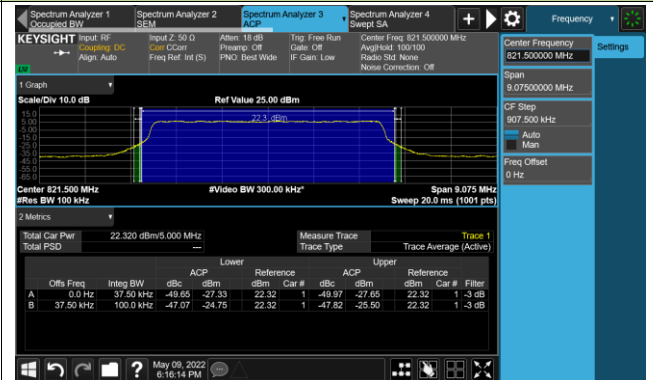 Spectrum Analyzer 1
Occupied BW
Spectrum Analyzer 2
SEM
Spectrum Analyzer 3
ACP
Spectrum Analyzer 4
Swept SA
Frequency
KEYSIGHT
Input: RF
Coupling: DC
Align: Auto
Input Z: 50 Ω
Corr CCorr
Freq Ref: Int (S)
Atten: 18 dB
Preamp: Off
PNO: Best Wide
Trig: Free Run
Gate: Off
IF Gain: Low
Center Freq: 821.500000 MHz
Avg|Hold: 100/100
Radio Std: None
Noise Correction: Off
Center Frequency
821.500000 MHz
Settings
Span
9.07500000 MHz
CF Step
907.500 kHz
Auto
Man
Freq Offset
0 Hz
1 Graph
Scale/Div 10.0 dB
Ref Value 25.00 dBm
22.3 dBm
15.0
5.00
-5.00
-15.0
-25.0
-35.0
-45.0
-55.0
-65.0
Center 821.500 MHz
#Video BW 300.00 kHz*
Span 9.075 MHz
#Res BW 100 kHz
Sweep 20.0 ms (1001 pts)
2 Metrics
Total Car Pwr 22.320 dBm/5.000 MHz
Total PSD ---
Measure Trace Trace 1
Trace Type Trace Average (Active)
Lower Upper
ACP Reference ACP Reference
Offs Freq Integ BW dBc dBm dBm Car # dBc dBm dBm Car # Filter
A 0.0 Hz 37.50 kHz -49.65 -27.33 22.32 1 -49.97 -27.65 22.32 1 -3 dB
B 37.50 kHz 100.0 kHz -47.07 -24.75 22.32 1 -47.82 -25.50 22.32 1 -3 dB
May 09, 2022
6:16:14 PM